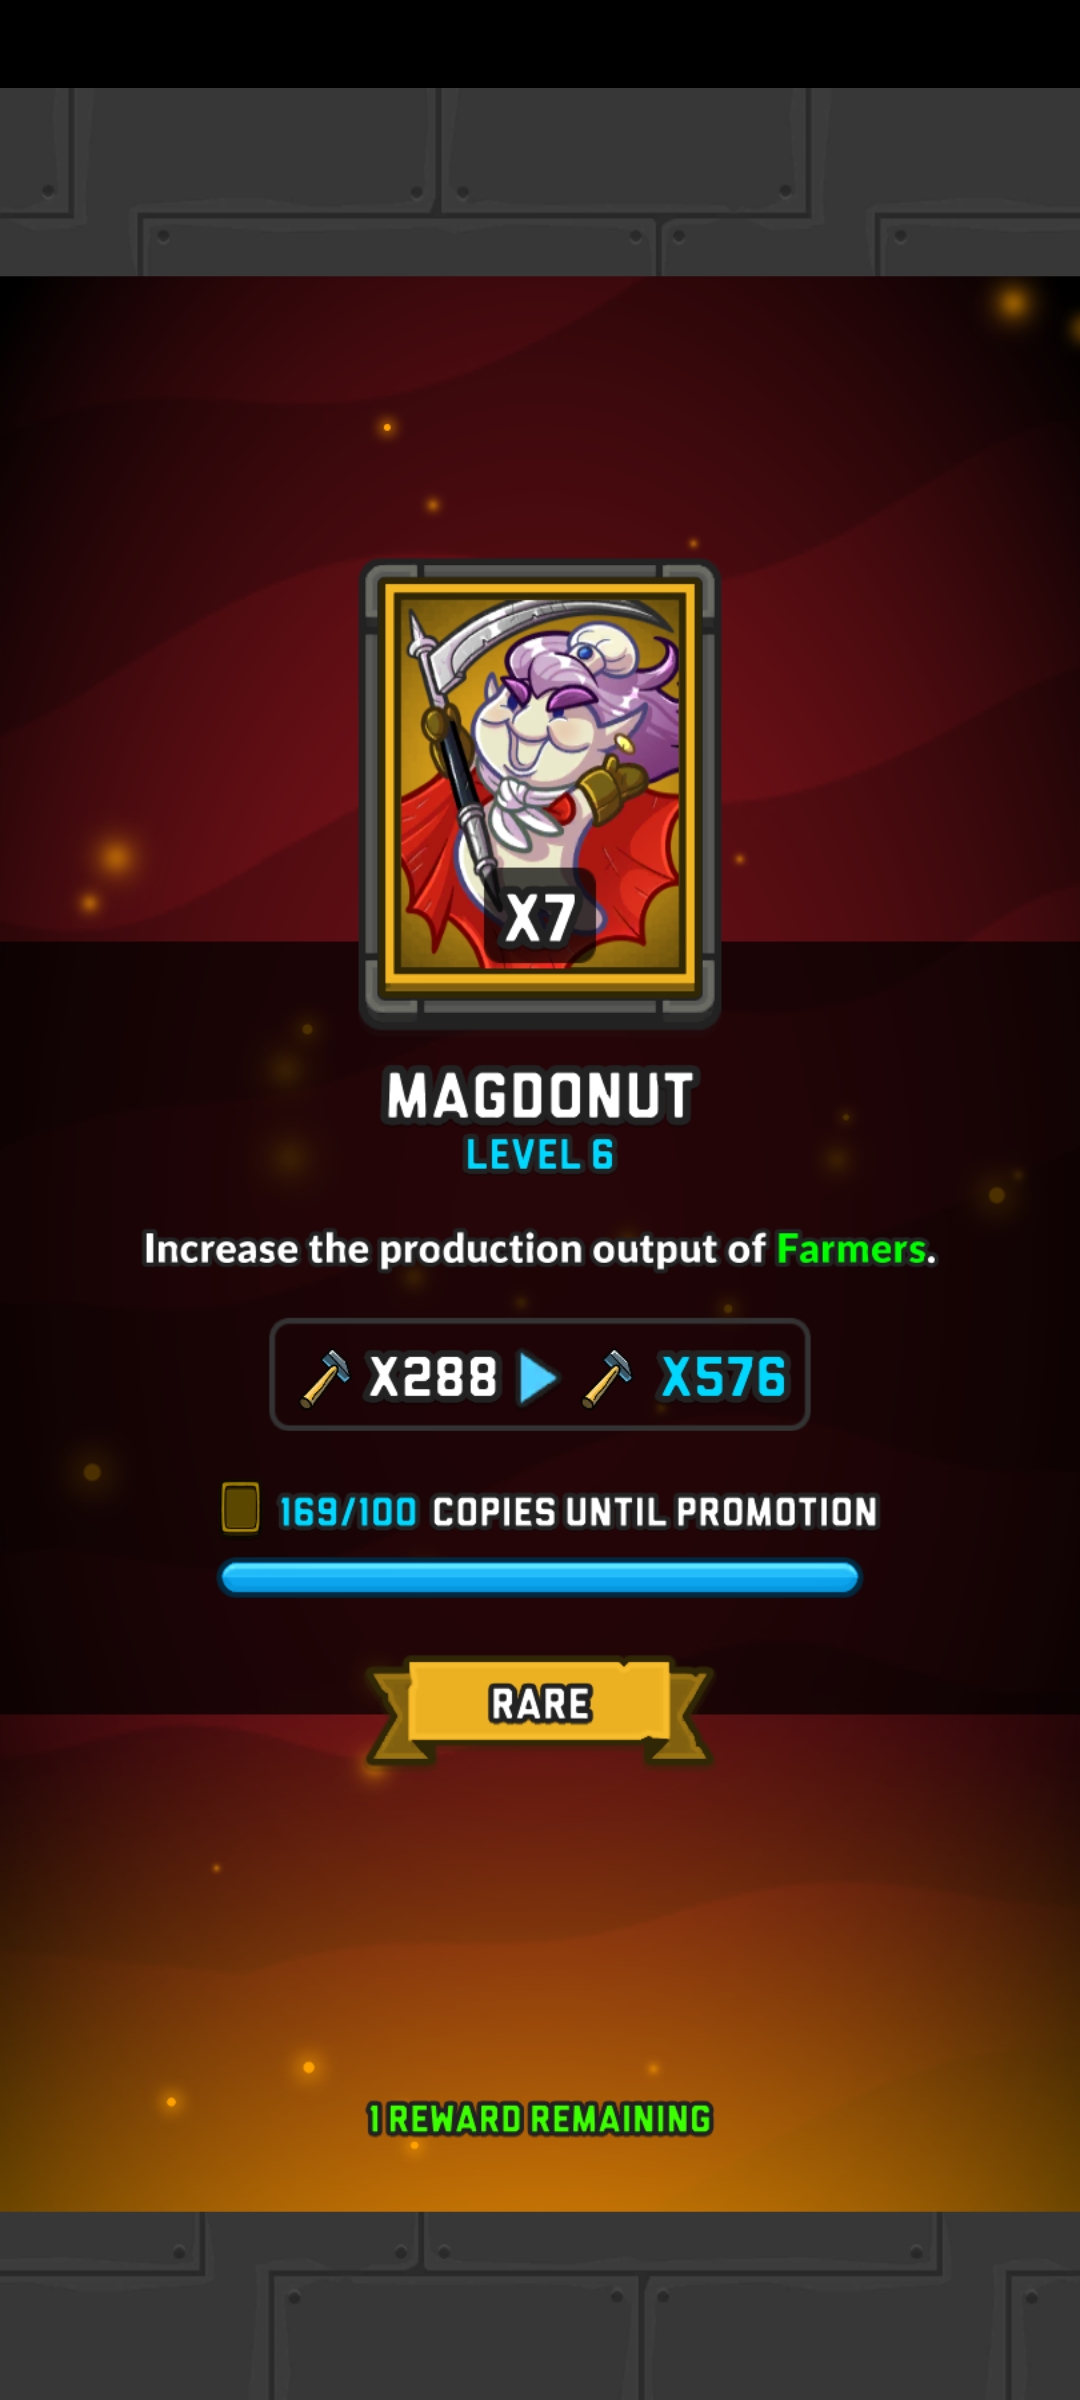 X7
MAGDONUT
LEVEL 6
Increase the production output of Farmers.
X288 X576
169/100 COPIES UNTIL PROMOTION
RARE
1 REWARD REMAINING